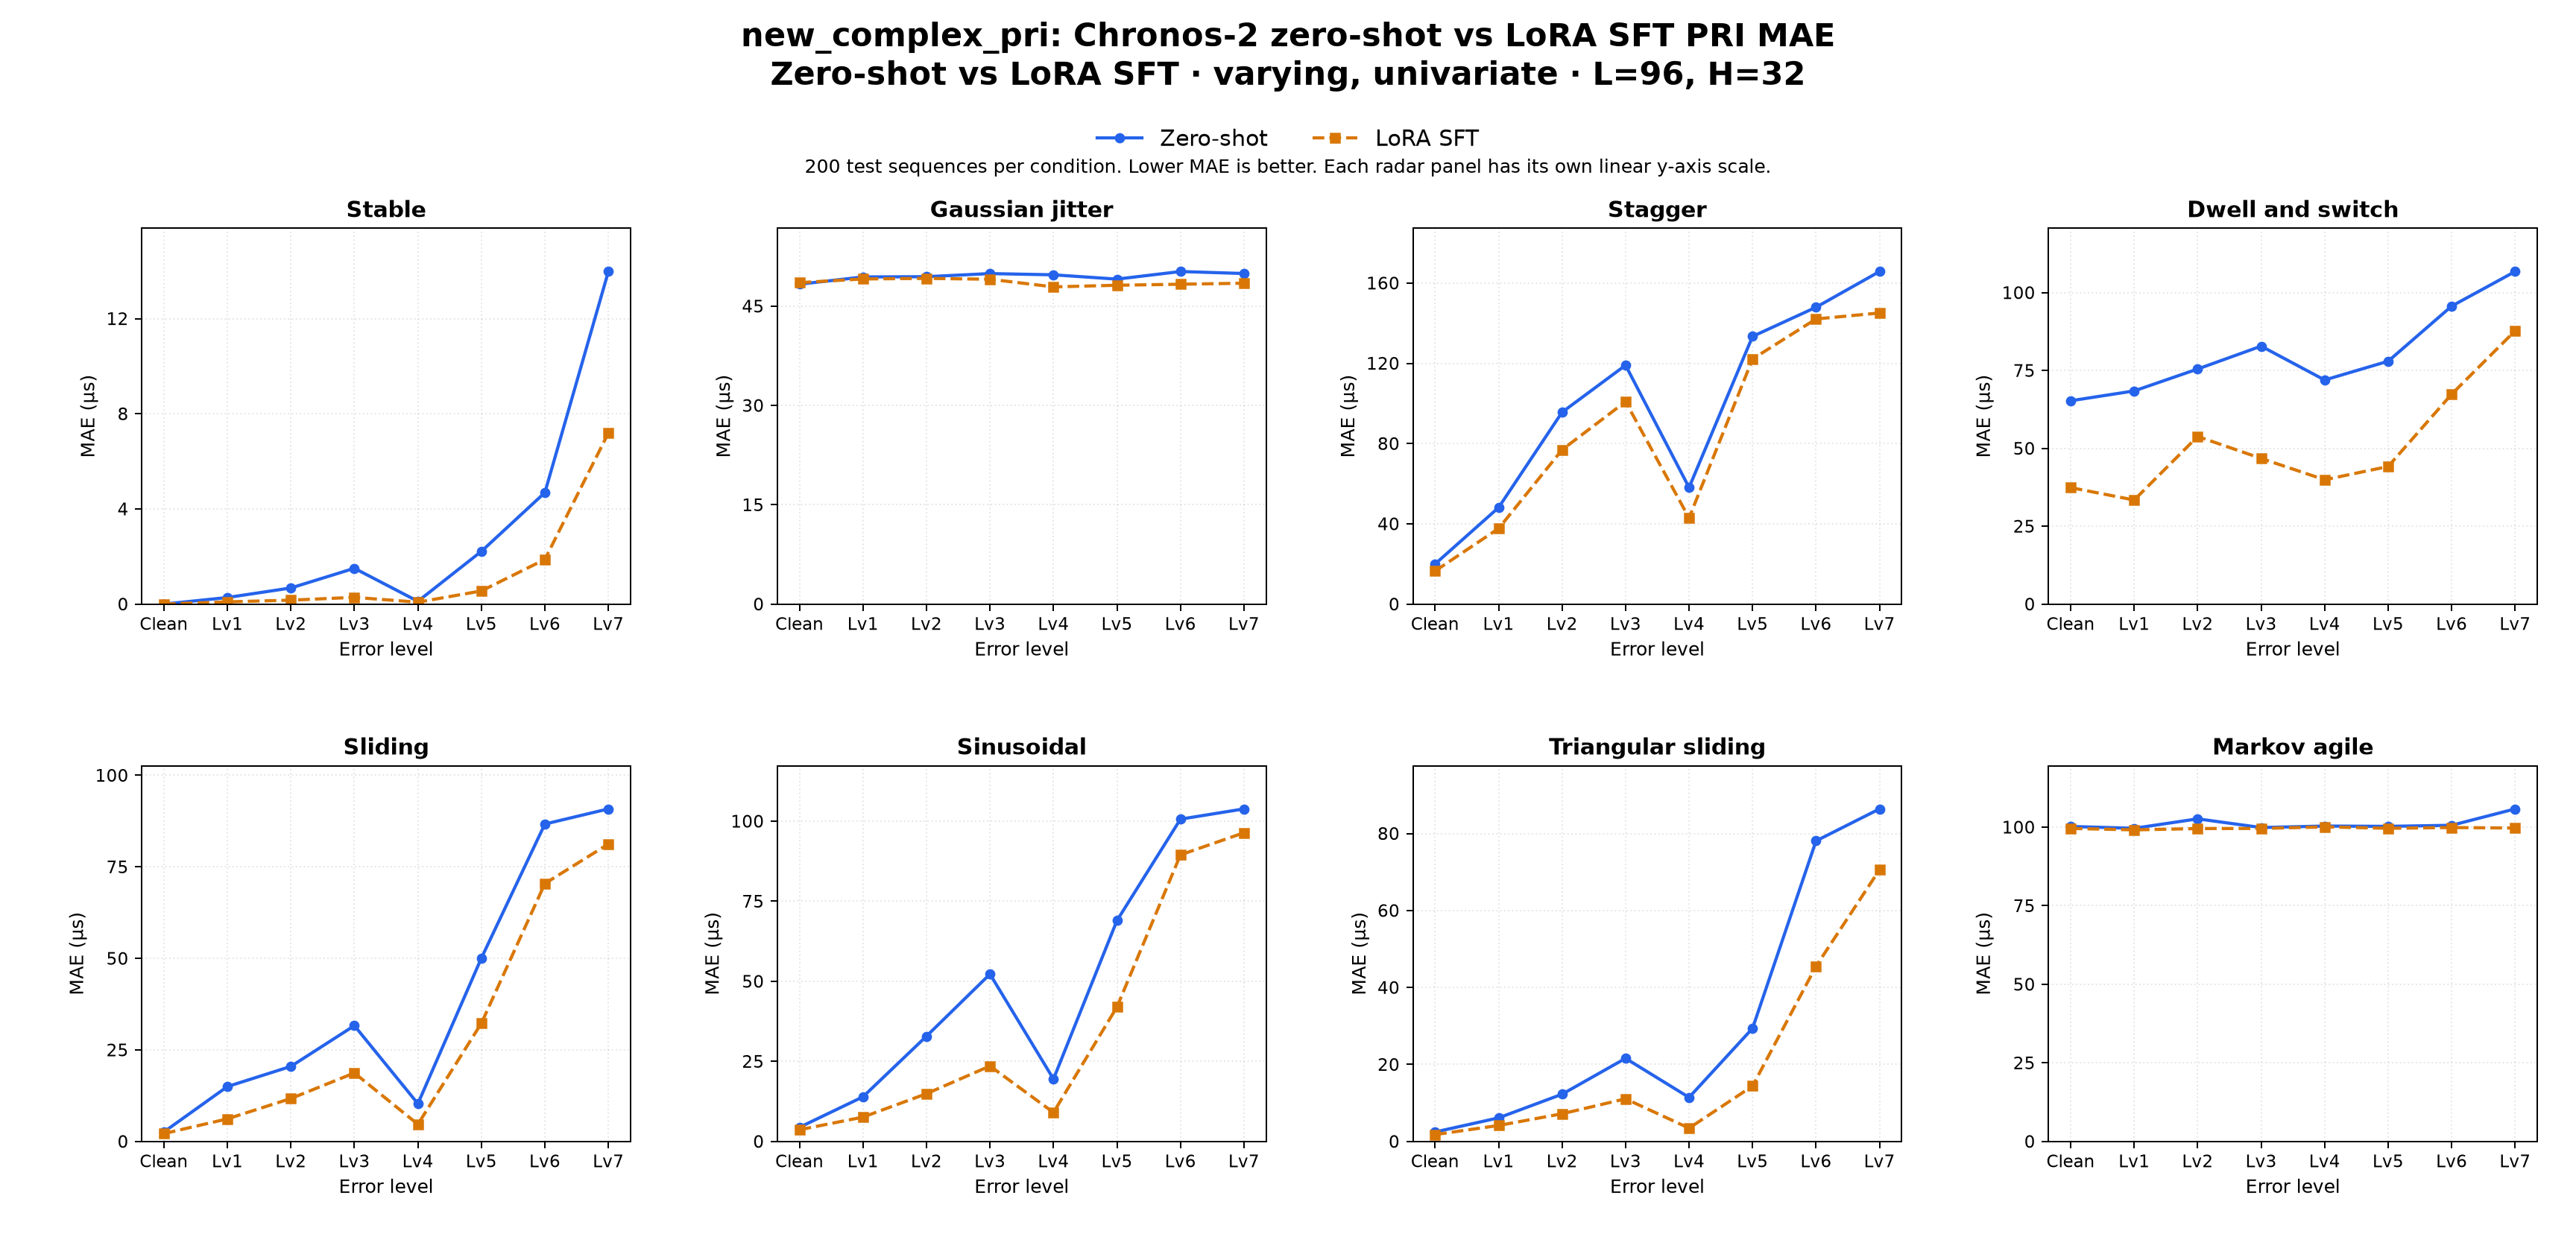 new_complex_pri: Chronos-2 zero-shot vs LoRA SFT PRI MAE
Zero-shot vs LoRA SFT · varying, univariate · L=96, H=32
Zero-shot LoRA SFT
200 test sequences per condition. Lower MAE is better. Each radar panel has its own linear y-axis scale.
Stable
MAE (µs)
12
8
4
0
Clean Lv1 Lv2 Lv3 Lv4 Lv5 Lv6 Lv7
Error level
Gaussian jitter
MAE (µs)
45
30
15
0
Clean Lv1 Lv2 Lv3 Lv4 Lv5 Lv6 Lv7
Error level
Stagger
MAE (µs)
160
120
80
40
0
Clean Lv1 Lv2 Lv3 Lv4 Lv5 Lv6 Lv7
Error level
Dwell and switch
MAE (µs)
100
75
50
25
0
Clean Lv1 Lv2 Lv3 Lv4 Lv5 Lv6 Lv7
Error level
Sliding
MAE (µs)
100
75
50
25
0
Clean Lv1 Lv2 Lv3 Lv4 Lv5 Lv6 Lv7
Error level
Sinusoidal
MAE (µs)
100
75
50
25
0
Clean Lv1 Lv2 Lv3 Lv4 Lv5 Lv6 Lv7
Error level
Triangular sliding
MAE (µs)
80
60
40
20
0
Clean Lv1 Lv2 Lv3 Lv4 Lv5 Lv6 Lv7
Error level
Markov agile
MAE (µs)
100
75
50
25
0
Clean Lv1 Lv2 Lv3 Lv4 Lv5 Lv6 Lv7
Error level